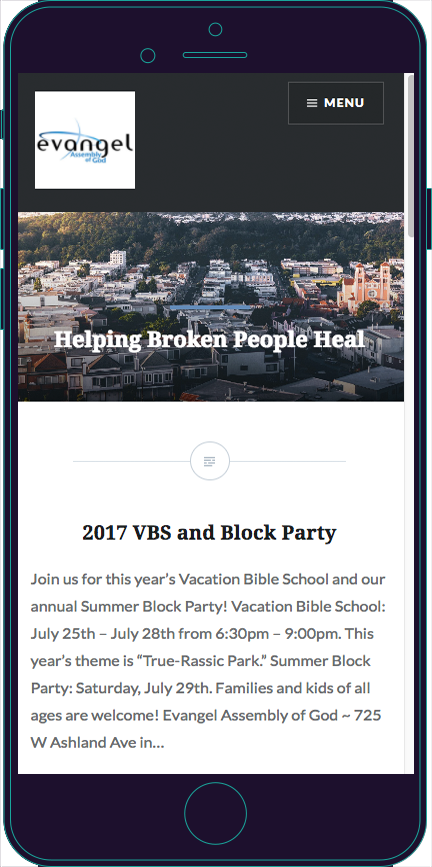 MENU
evangel
Assembly
of God
Helping Broken People Heal
2017 VBS and Block Party
Join us for this year’s Vacation Bible School and our
annual Summer Block Party! Vacation Bible School:
July 25th – July 28th from 6:30pm – 9:00pm. This
year’s theme is “True-Rassic Park.” Summer Block
Party: Saturday, July 29th. Families and kids of all
ages are welcome! Evangel Assembly of God ~ 725
W Ashland Ave in…